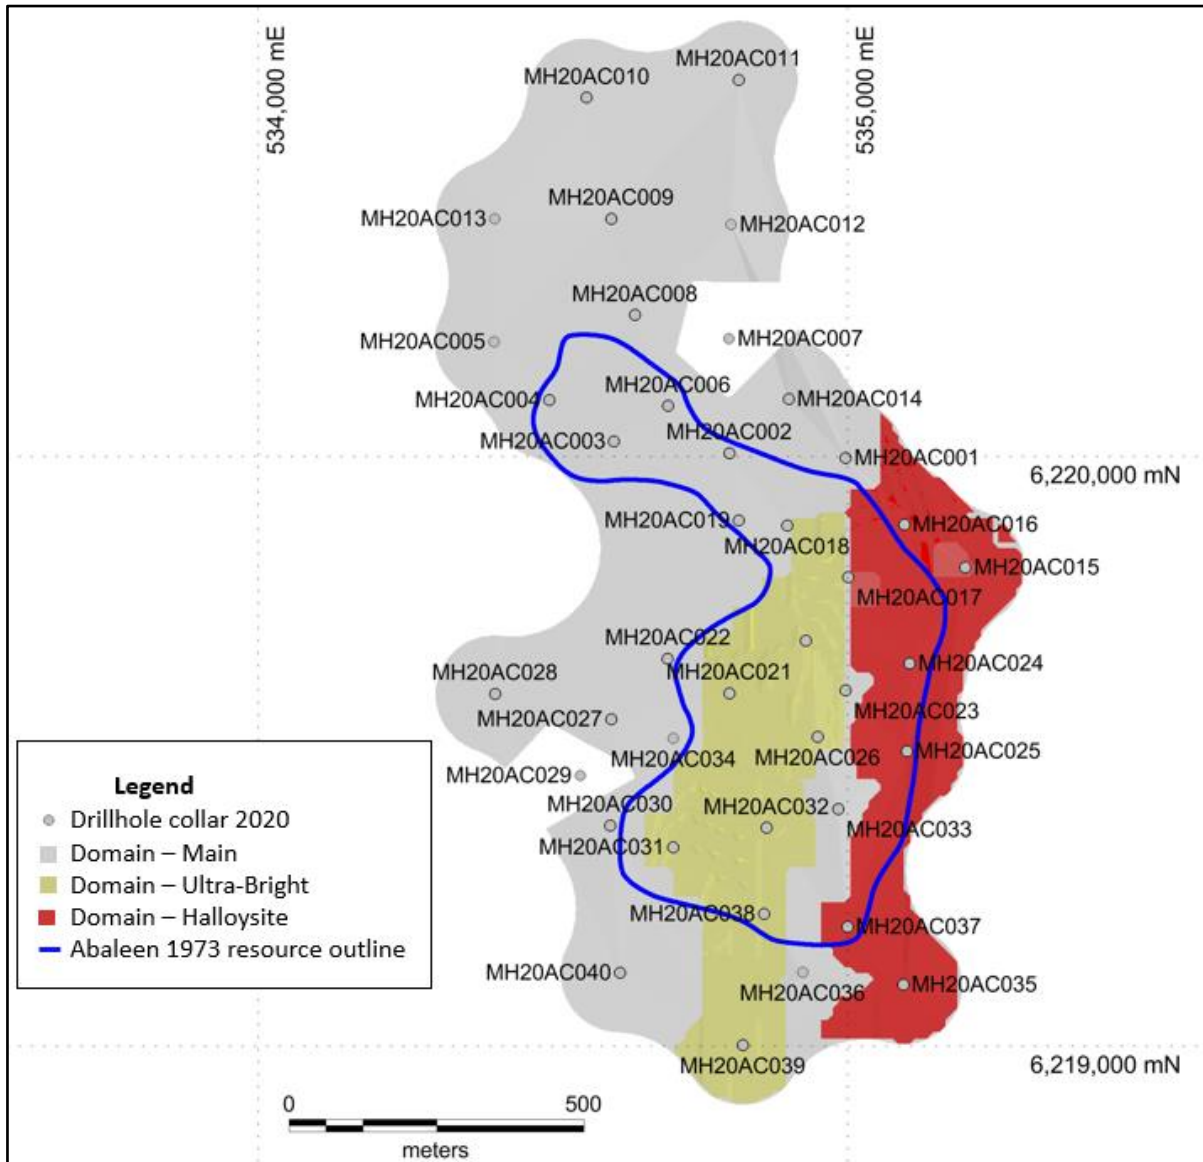 534,000 mE
535,000 mE
MH20AC011
MH20AC010
MH20AC009
MH20AC013
MH20AC012
MH20AC008
MH20AC005
MH20AC007
MH20AC006
MH20AC004
MH20AC014
MH20AC002
MH20AC003
MH20AC001
6,220,000 mN
MH20AC019
MH20AC016
MH20AC018
MH20AC015
MH20AC017
MH20AC022
MH20AC024
MH20AC028
MH20AC021
MH20AC023
MH20AC027
MH20AC034
MH20AC026
MH20AC025
MH20AC029
MH20AC030
MH20AC032
MH20AC033
MH20AC031
MH20AC038
MH20AC037
MH20AC040
MH20AC036
MH20AC035
MH20AC039
6,219,000 mN
Legend
Drillhole collar 2020
Domain – Main
Domain – Ultra-Bright
Domain – Halloysite
Abaleen 1973 resource outline
0 500
meters